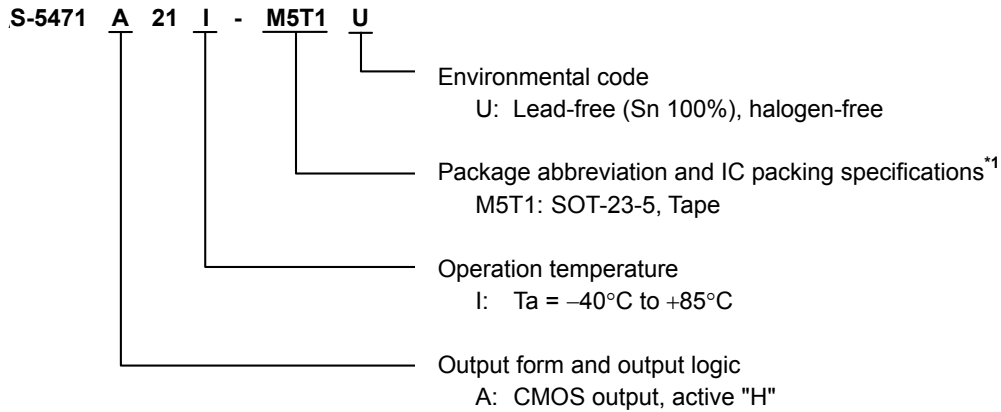 S-5471 A 21 I - M5T1 U
Environmental code
U: Lead-free (Sn 100%), halogen-free
Package abbreviation and IC packing specifications*1
M5T1: SOT-23-5, Tape
Operation temperature
I: Ta = −40°C to +85°C
Output form and output logic
A: CMOS output, active "H"